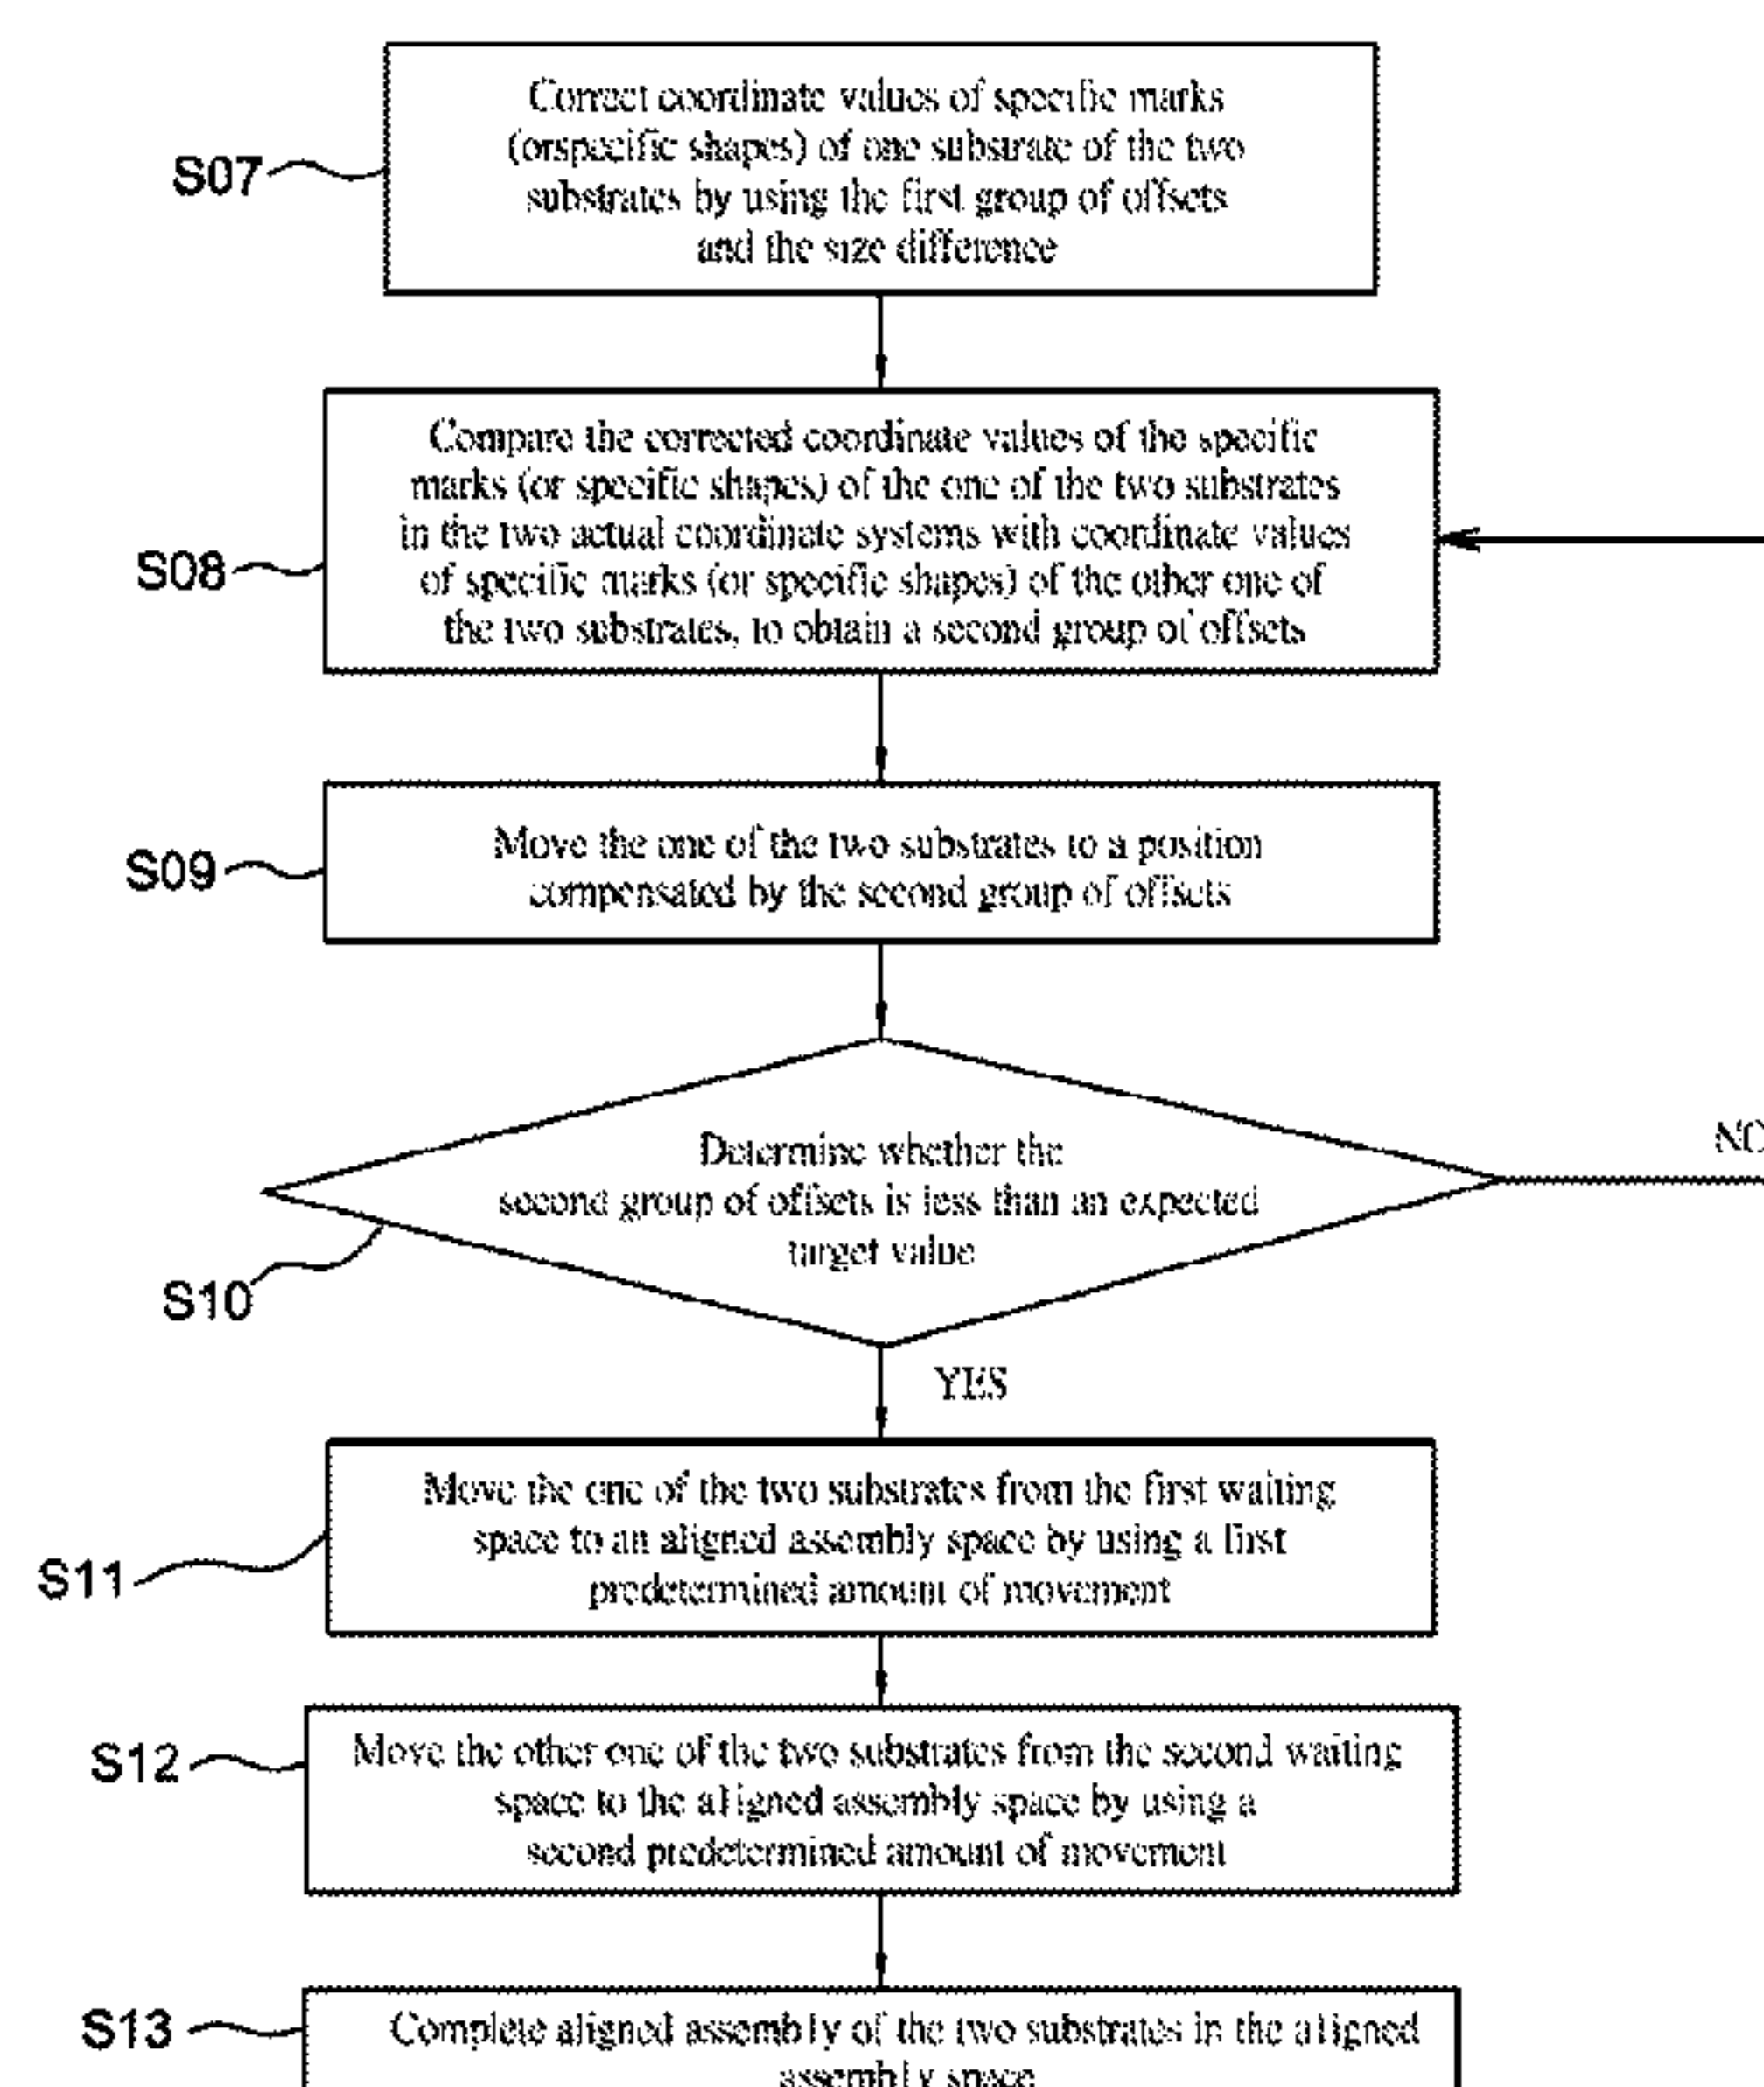 Correct coordinate values of specific marks
(orspecific shapes) of one substrate of the two
substrates by using the first group of offsets
and the size difference
S07
Compare the corrected coordinate values of the specific
marks (or specific shapes) of the one of the two substrates
in the two actual coordinate systems with coordinate values
of specific marks (or specific shapes) of the other one of
the two substrates, to obtain a second group of offsets
S08
Move the one of the two substrates to a position
compensated by the second group of offsets
S09
Determine whether the
second group of offsets is less than an expected
target value
NO
S10
YES
Move the one of the two substrates from the first waiting
space to an aligned assembly space by using a first
predetermined amount of movement
S11
Move the other one of the two substrates from the second waiting
space to the aligned assembly space by using a
second predetermined amount of movement
S12
Complete aligned assembly of the two substrates in the aligned
assembly space
S13